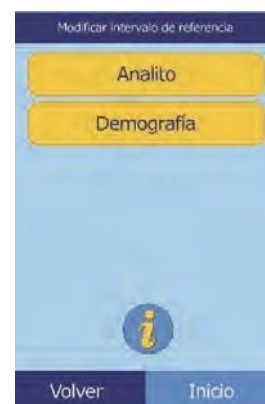 Modificar intervalo de referencia
Analito
Demografía
i
Volver Inicio